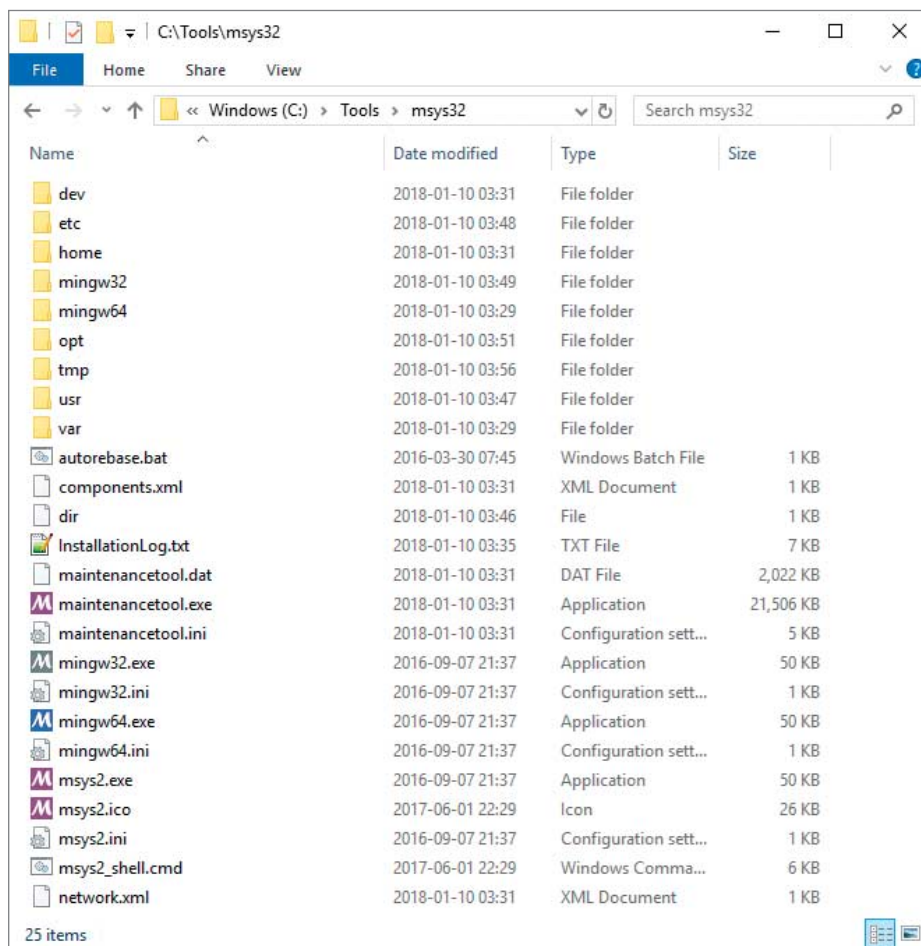 C:\Tools\msys32
File Home Share View ?
« Windows (C:) > Tools > msys32 Search msys32
Name Date modified Type Size
dev 2018-01-10 03:31 File folder
etc 2018-01-10 03:48 File folder
home 2018-01-10 03:31 File folder
mingw32 2018-01-10 03:49 File folder
mingw64 2018-01-10 03:29 File folder
opt 2018-01-10 03:51 File folder
tmp 2018-01-10 03:56 File folder
usr 2018-01-10 03:47 File folder
var 2018-01-10 03:29 File folder
autorebase.bat 2016-03-30 07:45 Windows Batch File 1 KB
components.xml 2018-01-10 03:31 XML Document 1 KB
dir 2018-01-10 03:46 File 1 KB
InstallationLog.txt 2018-01-10 03:35 TXT File 7 KB
maintenancetool.dat 2018-01-10 03:31 DAT File 2,022 KB
maintenancetool.exe 2018-01-10 03:31 Application 21,506 KB
maintenancetool.ini 2018-01-10 03:31 Configuration sett... 5 KB
mingw32.exe 2016-09-07 21:37 Application 50 KB
mingw32.ini 2016-09-07 21:37 Configuration sett... 1 KB
mingw64.exe 2016-09-07 21:37 Application 50 KB
mingw64.ini 2016-09-07 21:37 Configuration sett... 1 KB
msys2.exe 2016-09-07 21:37 Application 50 KB
msys2.ico 2017-06-01 22:29 Icon 26 KB
msys2.ini 2016-09-07 21:37 Configuration sett... 1 KB
msys2_shell.cmd 2017-06-01 22:29 Windows Comma... 6 KB
network.xml 2018-01-10 03:31 XML Document 1 KB
25 items